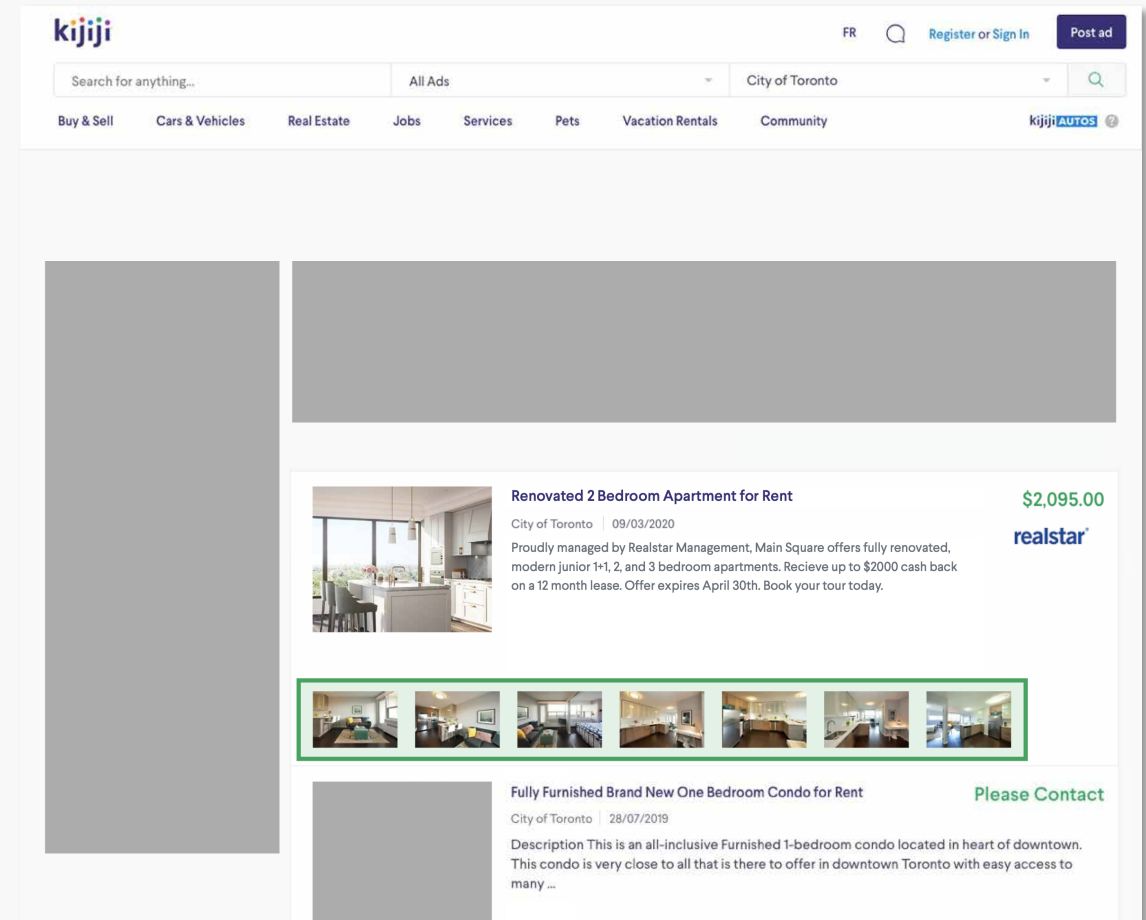 kijiji
FR
Register or Sign In
Post ad
Search for anything...
All Ads
City of Toronto
Buy & Sell
Cars & Vehicles
Real Estate
Jobs
Services
Pets
Vacation Rentals
Community
kijiji AUTOS ?
Renovated 2 Bedroom Apartment for Rent
$2,095.00
City of Toronto | 09/03/2020
realstar
Proudly managed by Realstar Management, Main Square offers fully renovated,
modern junior 1+1, 2, and 3 bedroom apartments. Recieve up to $2000 cash back
on a 12 month lease. Offer expires April 30th. Book your tour today.
Fully Furnished Brand New One Bedroom Condo for Rent
Please Contact
City of Toronto | 28/07/2019
Description This is an all-inclusive Furnished 1-bedroom condo located in heart of downtown.
This condo is very close to all that is there to offer in downtown Toronto with easy access to
many ...